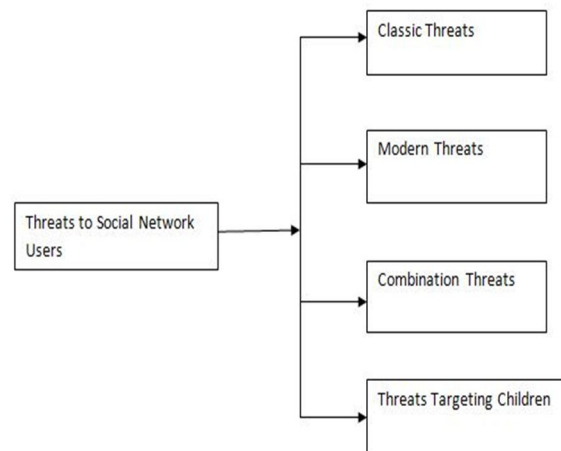 Classic Threats
Modern Threats
Threats to Social Network
Users
Combination Threats
Threats Targeting Children